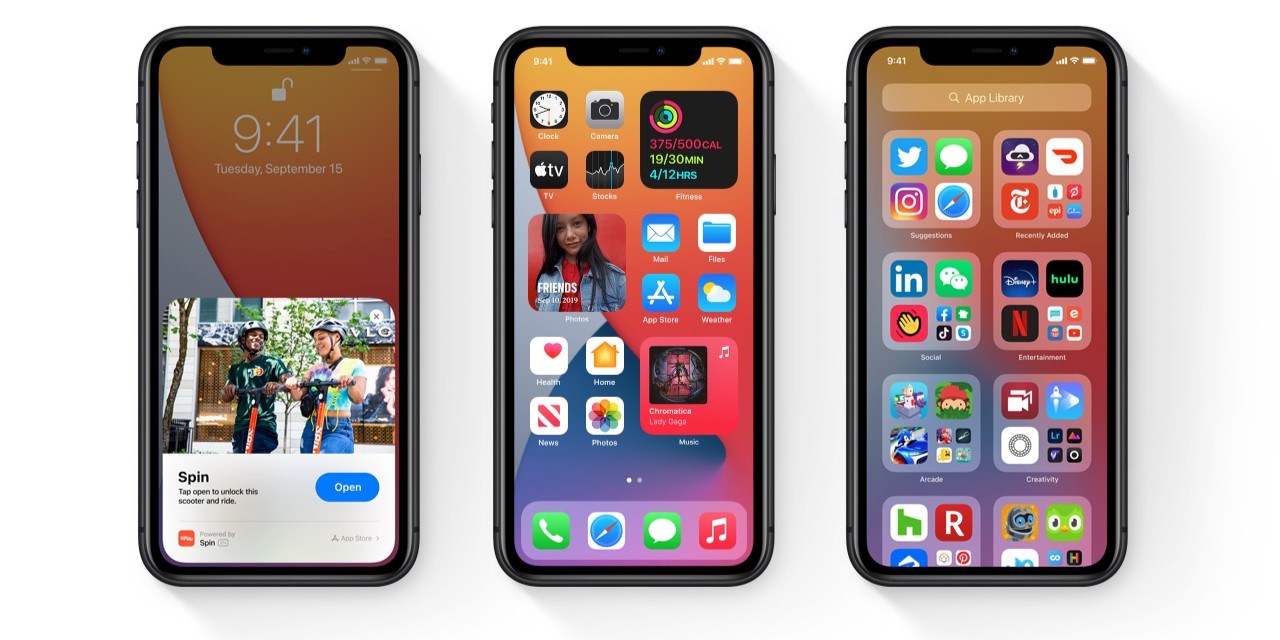 9:41
Tuesday, September 15
VLO
Spin
Tap open to unlock this
scooter and ride.
Open
Powered by
Spin
App Store
9:41
Clock
Camera
375/500CAL
19/30MIN
4/12HRS
tv
TV
Stocks
Fitness
FRIENDS
Sep 10, 2019
Photos
Mail
Files
App Store
Weather
Health
Home
Chromatica
Lady Gaga
News
Photos
Music
9:41
App Library
epi
Suggestions
Recently Added
in
Disney+
hulu
N
Social
Entertainment
Lr
Arcade
Creativity
h
R
H